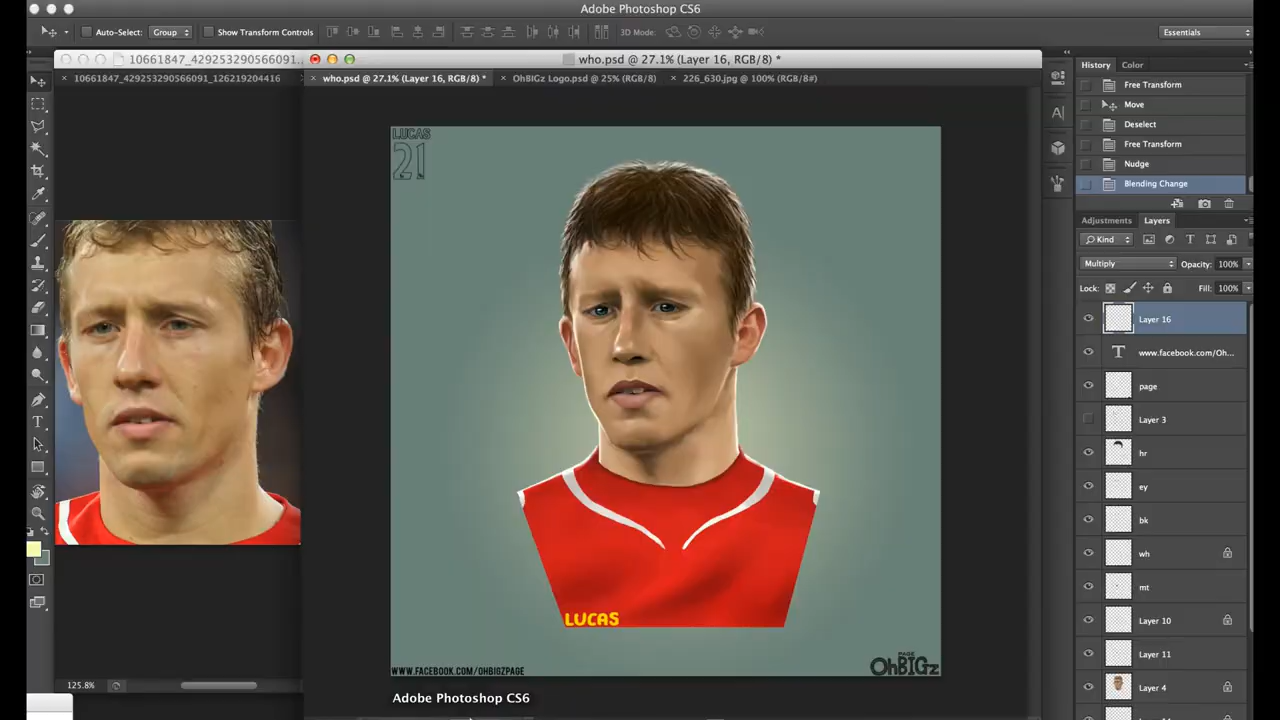 Adobe Photoshop CS6
Auto-Select: Group Show Transform Controls 3D Mode: Essentials
10661847_429253290566091_ who.psd @ 27.1% (Layer 16, RGB/8) *
10661847_429253290566091_126219204416 who.psd @ 27.1% (Layer 16, RGB/8) * OhBIGz Logo.psd @ 25% (RGB/8) 226_630.jpg @ 100% (RGB/8#)
History Color
Free Transform
Move
Deselect
Free Transform
Nudge
Blending Change
Adjustments Layers
Kind
Multiply Opacity: 100%
Lock: Fill: 100%
Layer 16
www.facebook.com/Oh...
page
Layer 3
hr
ey
bk
wh
mt
Layer 10
Layer 11
Layer 4
LUCAS
21
LUCAS
WWW.FACEBOOK.COM/OHBIGZPAGE
PAGE
OhBIGz
125.8%
Adobe Photoshop CS6